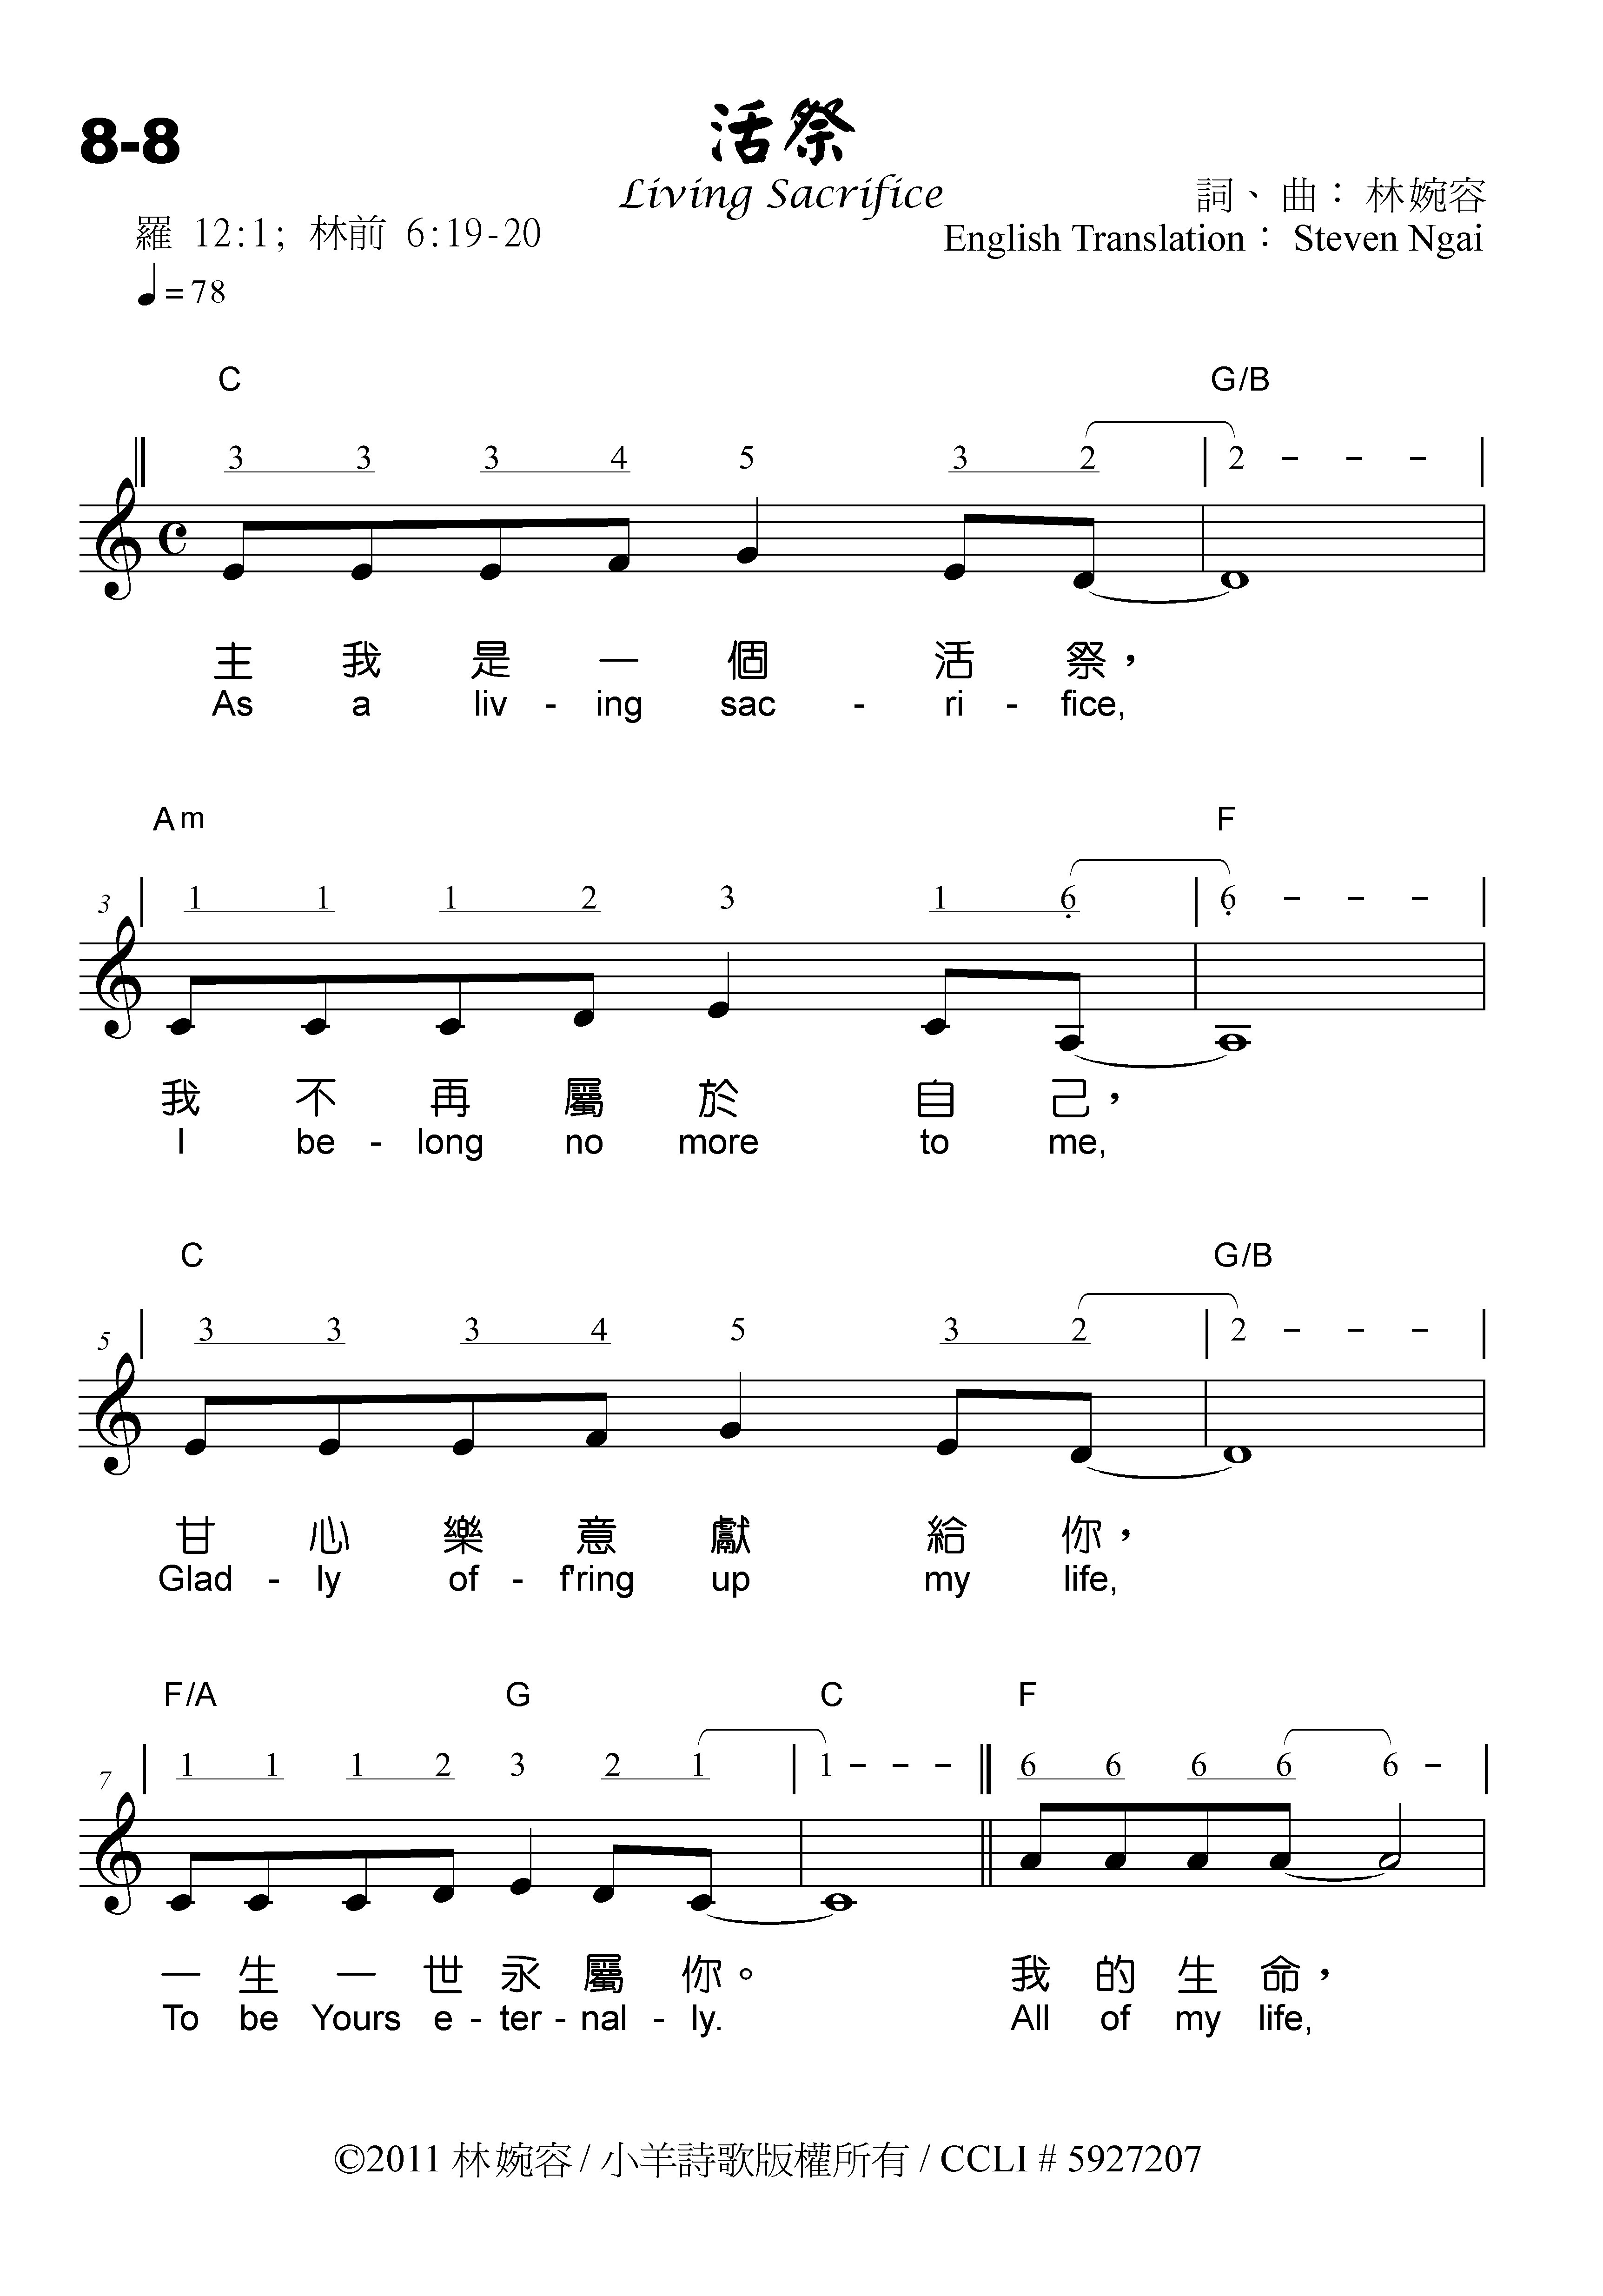 8-8
活祭
Living Sacrifice
詞、曲：林婉容
羅 12:1; 林前 6:19-20
English Translation： Steven Ngai
= 78
C G/B
3 3 3 4 5 3 2 2 - - -
主 我 是 一 個 活 祭，
As a liv - ing sac - ri - fice,
Am F
3 1 1 1 2 3 1 6 6 - - -
我 不 再 屬 於 自 己，
I be - long no more to me,
C G/B
5 3 3 3 4 5 3 2 2 - - -
甘 心 樂 意 獻 給 你，
Glad - ly of - f'ring up my life,
F/A G C F
7 1 1 1 2 3 2 1 1 - - - 6 6 6 6 6 -
一 生 一 世 永 屬 你。 我 的 生 命，
To be Yours e - ter - nal - ly. All of my life,
©2011 林婉容 / 小羊詩歌版權所有 / CCLI # 5927207